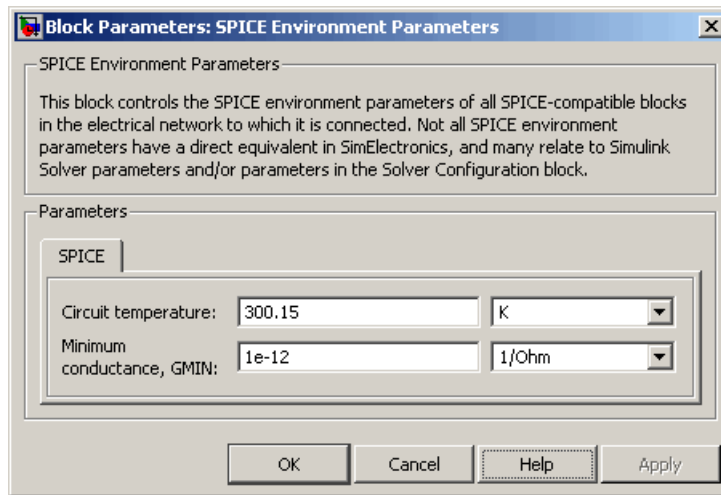 Block Parameters: SPICE Environment Parameters
SPICE Environment Parameters
This block controls the SPICE environment parameters of all SPICE-compatible blocks
in the electrical network to which it is connected. Not all SPICE environment
parameters have a direct equivalent in SimElectronics, and many relate to Simulink
Solver parameters and/or parameters in the Solver Configuration block.
Parameters
SPICE
Circuit temperature: 300.15 K
Minimum
conductance, GMIN: 1e-12 1/Ohm
OK Cancel Help Apply